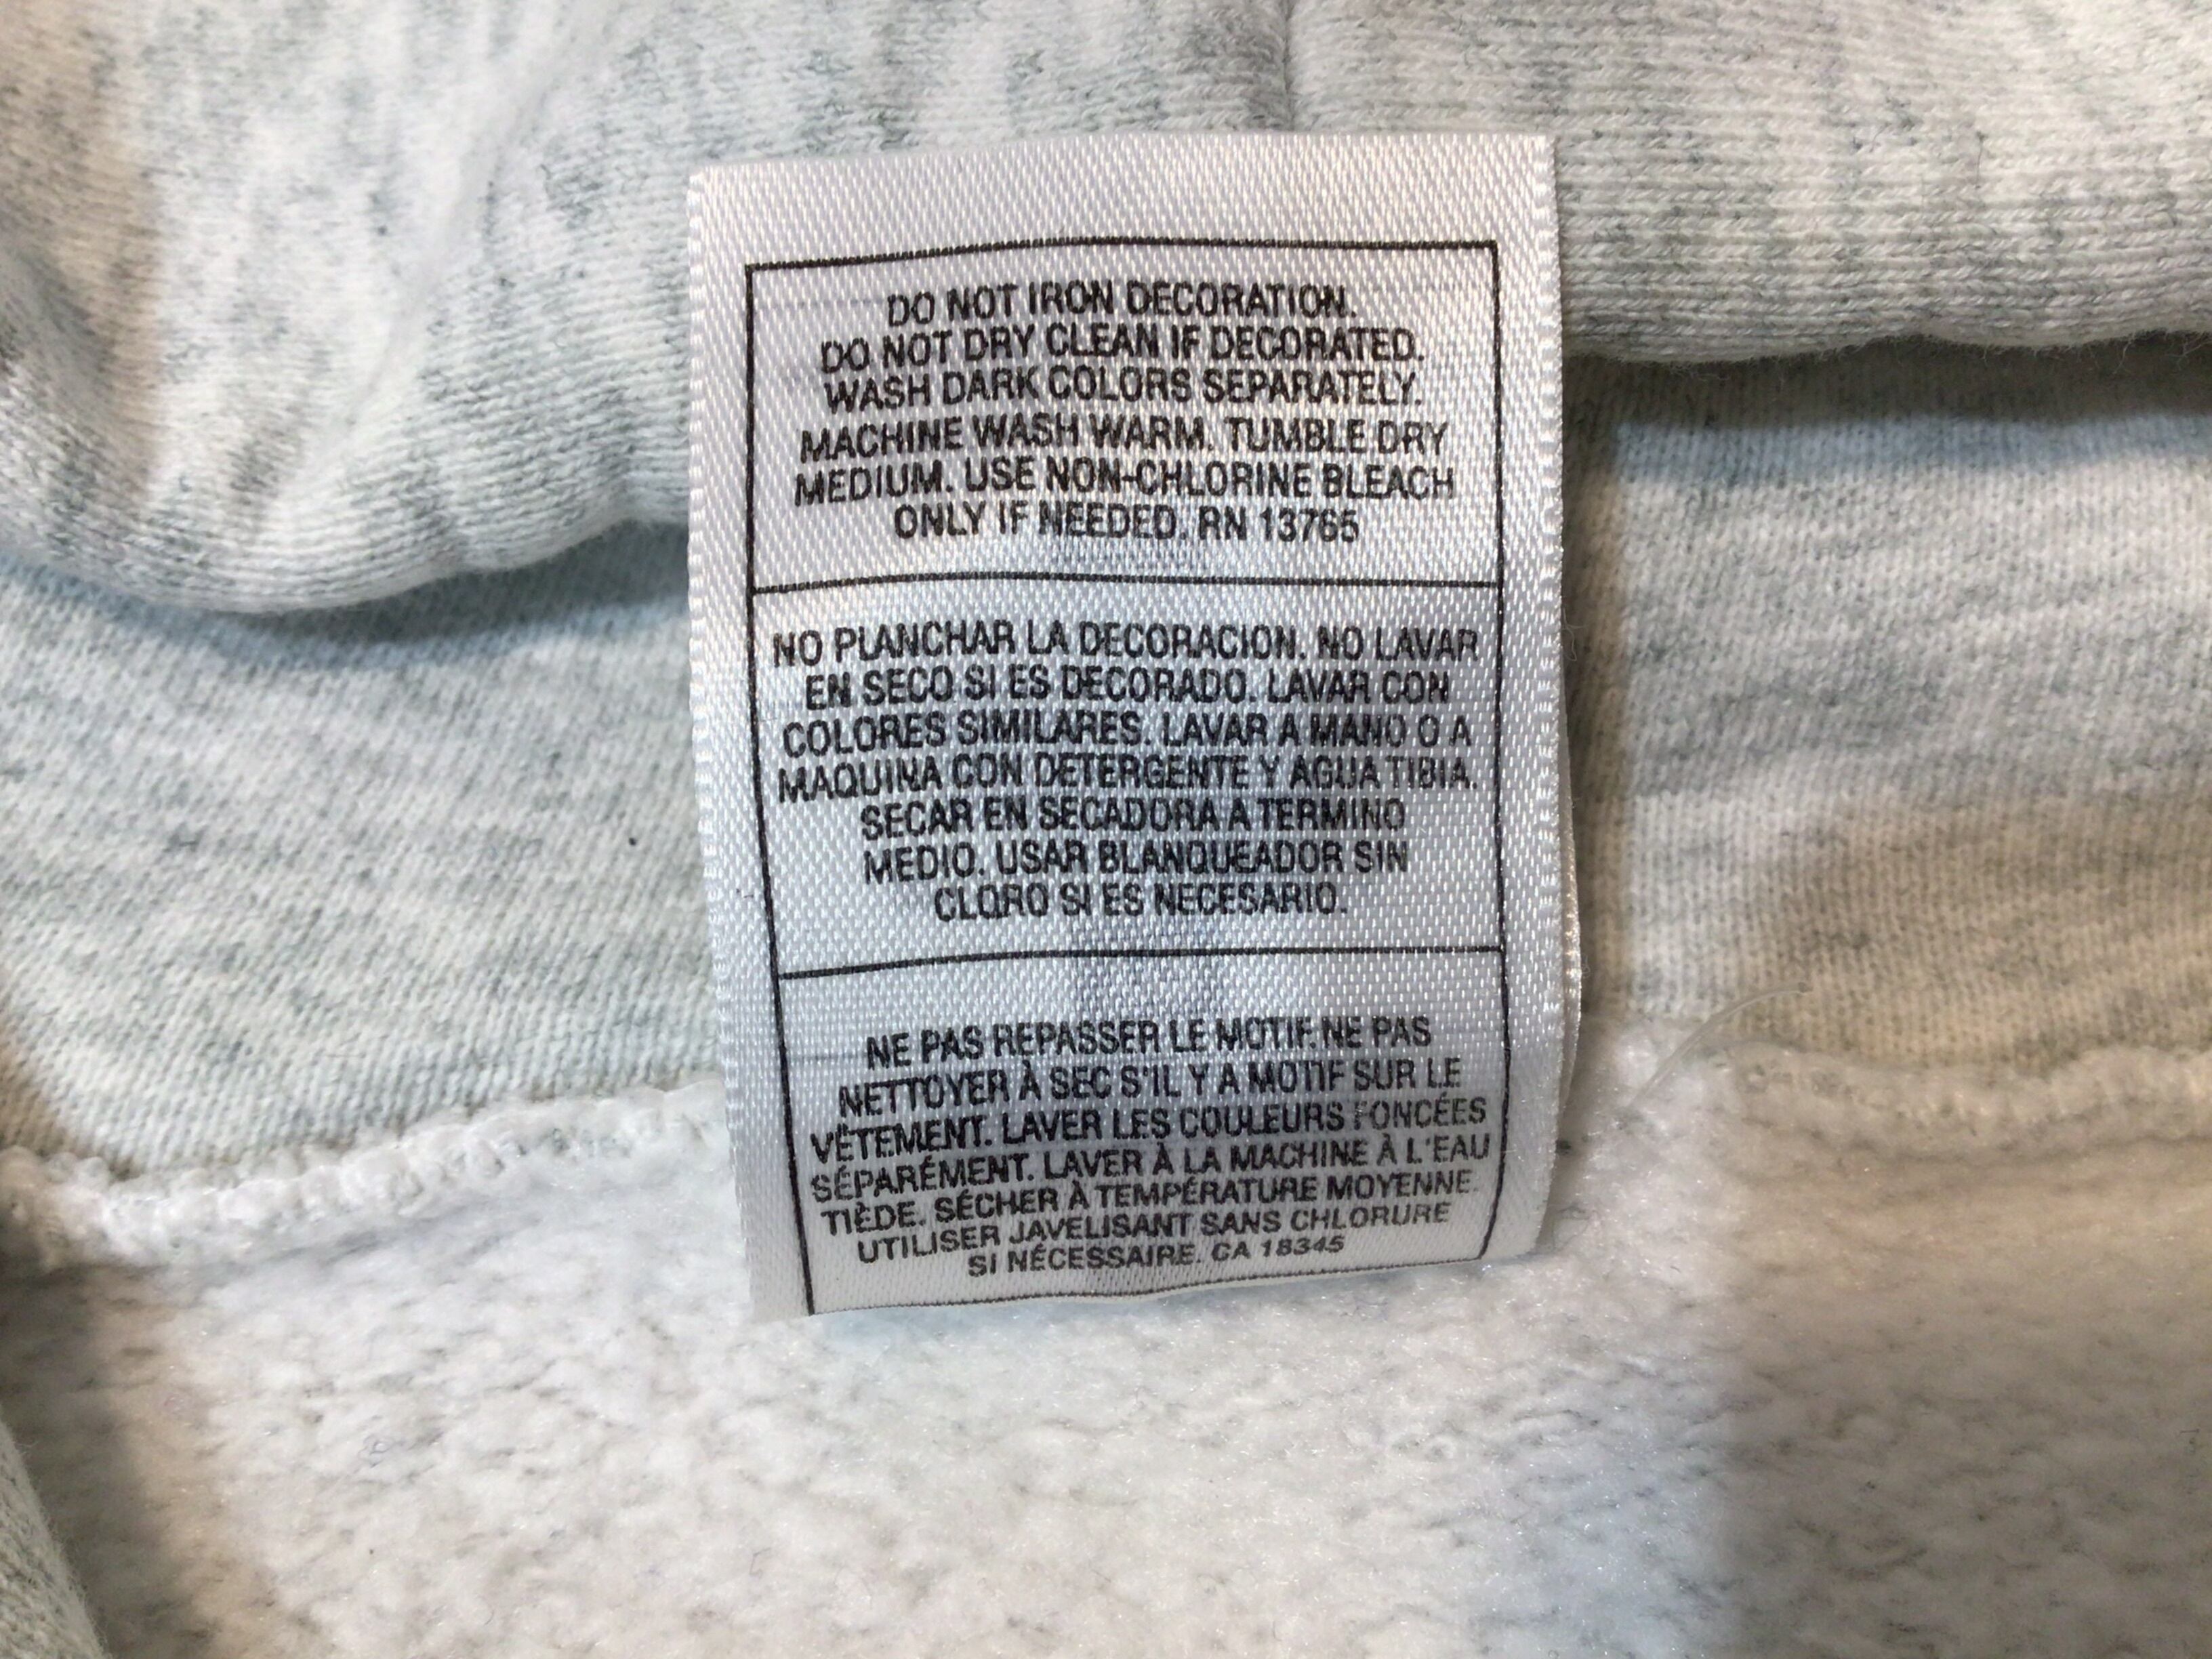 DO NOT IRON DECORATION.
DO NOT DRY CLEAN IF DECORATED.
WASH DARK COLORS SEPARATELY.
MACHINE WASH WARM. TUMBLE DRY
MEDIUM. USE NON-CHLORINE BLEACH
ONLY IF NEEDED. RN 13765
NO PLANCHAR LA DECORACION. NO LAVAR
EN SECO SI ES DECORADO. LAVAR CON
COLORES SIMILARES. LAVAR A MANO O A
MAQUINA CON DETERGENTE Y AGUA TIBIA.
SECAR EN SECADORA A TERMINO
MEDIO. USAR BLANQUEADOR SIN
CLORO SI ES NECESARIO.
NE PAS REPASSER LE MOTIF. NE PAS
NETTOYER À SEC S'IL Y A MOTIF SUR LE
VÊTEMENT. LAVER LES COULEURS FONCÉES
SÉPARÉMENT. LAVER À LA MACHINE À L'EAU
TIÈDE. SÉCHER À TEMPÉRATURE MOYENNE.
UTILISER JAVELISANT SANS CHLORURE
SI NÉCESSAIRE. CA 18345